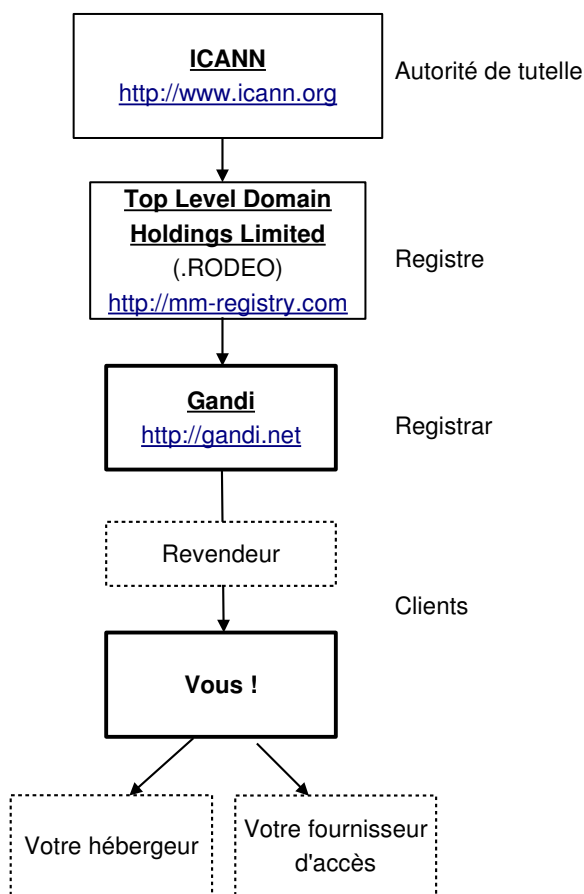 ICANN
http://www.icann.org
Autorité de tutelle
Top Level Domain
Holdings Limited
(.RODEO)
http://mm-registry.com
Registre
Gandi
http://gandi.net
Registrar
Revendeur
Clients
Vous !
Votre hébergeur
Votre fournisseur
d'accès